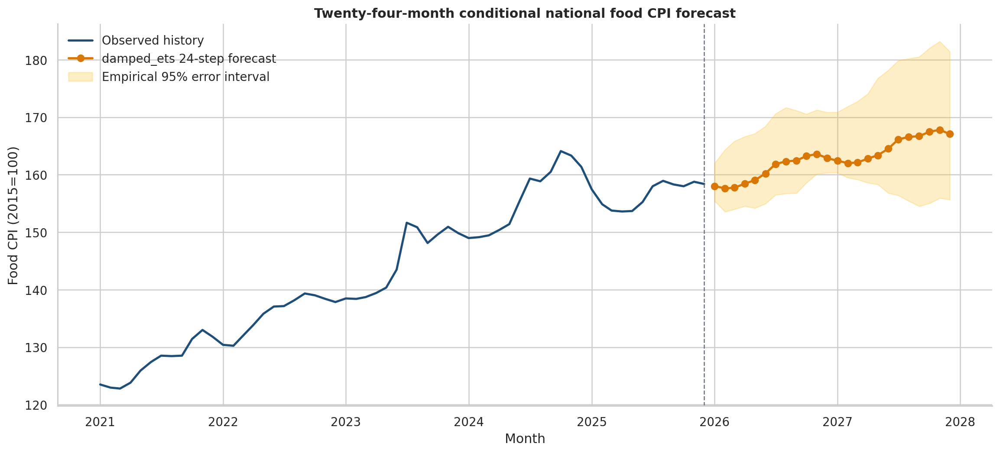 Twenty-four-month conditional national food CPI forecast
Observed history
damped_ets 24-step forecast
Empirical 95% error interval
Food CPI (2015=100)
180
170
160
150
140
130
120
2021 2022 2023 2024 2025 2026 2027 2028
Month